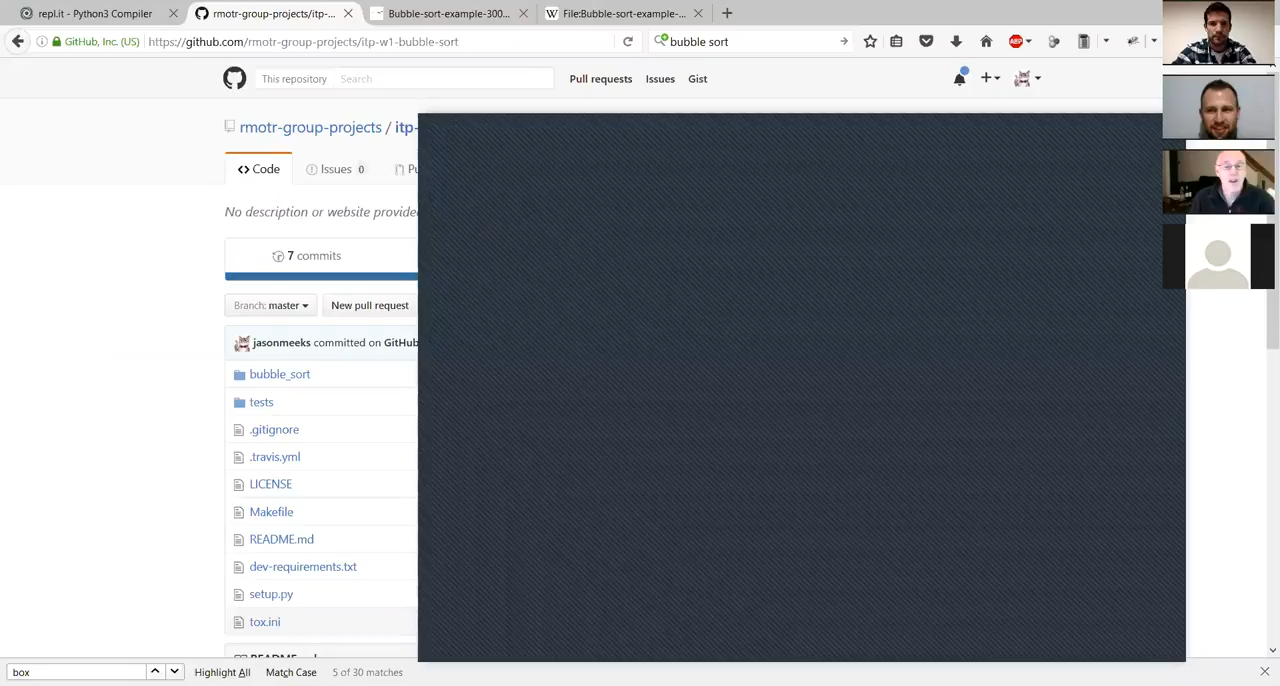 repl.it - Python3 Compiler
rmotr-group-projects/itp-...
Bubble-sort-example-300...
File:Bubble-sort-example-...
GitHub, Inc. (US)
https://github.com/rmotr-group-projects/itp-w1-bubble-sort
bubble sort
ABP
This repository
Search
Pull requests
Issues
Gist
rmotr-group-projects / itp-
Code
Issues 0
Pu
No description or website provide
7 commits
Branch: master
New pull request
jasonmeeks committed on GitHub
bubble_sort
tests
.gitignore
.travis.yml
LICENSE
Makefile
README.md
dev-requirements.txt
setup.py
tox.ini
README.md
box
Highlight All
Match Case
5 of 30 matches